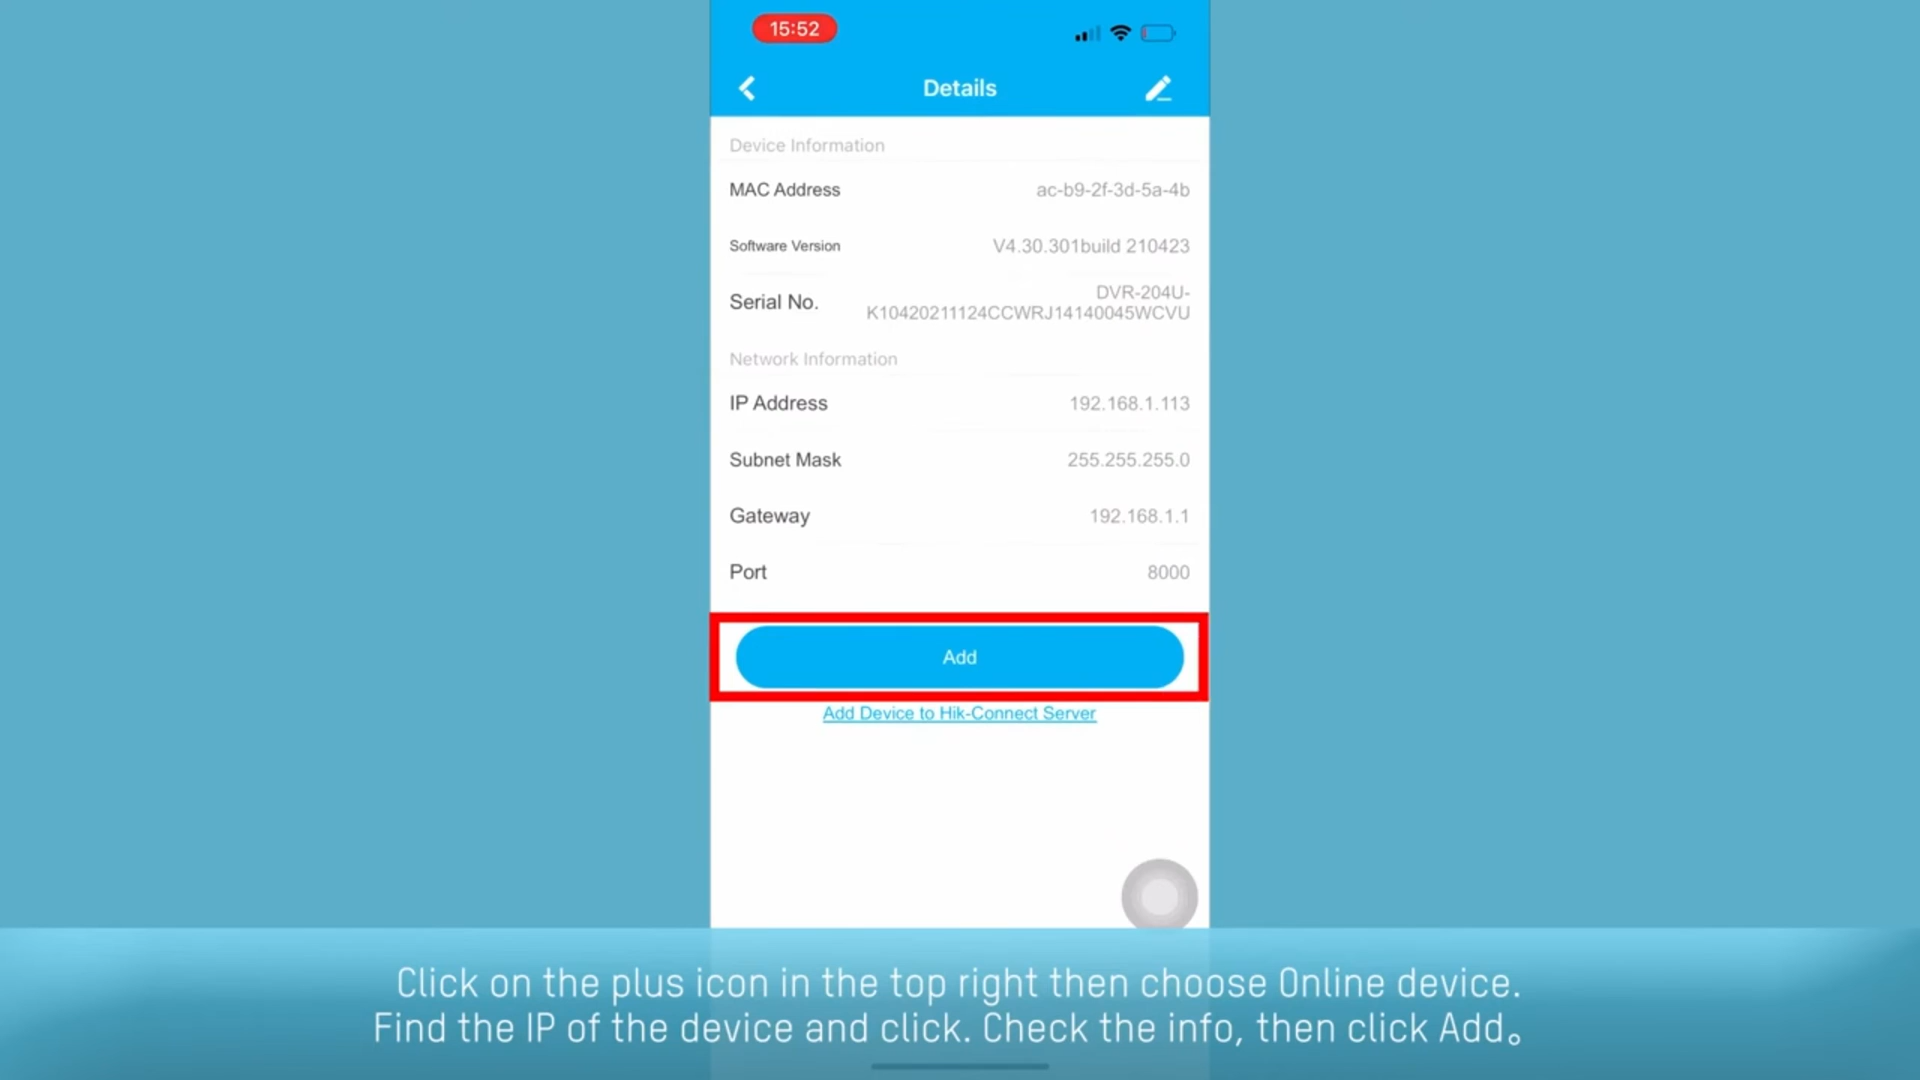 15:52
Details
Device Information
MAC Address ac-b9-2f-3d-5a-4b
Software Version V4.30.301build 210423
Serial No. DVR-204U-
K10420211124CCWRJ14140045WCVU
Network Information
IP Address 192.168.1.113
Subnet Mask 255.255.255.0
Gateway 192.168.1.1
Port 8000
Add
Add Device to Hik-Connect Server
Click on the plus icon in the top right then choose Online device.
Find the IP of the device and click. Check the info, then click Add。